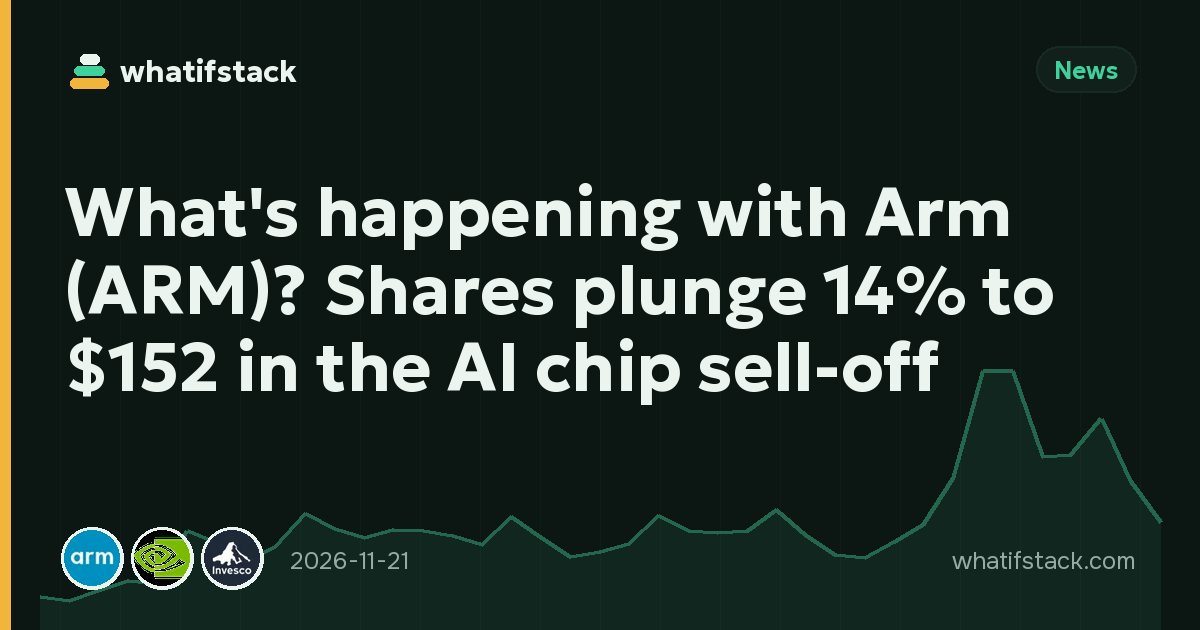 whatifstack
News
What's happening with Arm
(ARM)? Shares plunge 14% to
$152 in the AI chip sell-off
arm
Invesco
2026-11-21
whatifstack.com